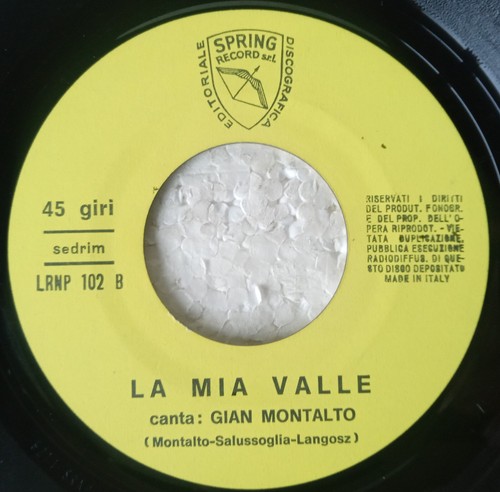 EDITORIALE DISCOGRAFICA
SPRING
RECORD s.r.l.
45 giri
sedrim
LRNP 102 B
RISERVATI I DIRITTI
DEL PRODUT. FONOGR.
E DEL PROP. DELL'O-
PERA RIPRODOT. - VIE-
TATA DUPLICAZIONE,
PUBBLICA ESECUZIONE
RADIODIFFUS. DI QUE-
STO DISCO DEPOSITATO
MADE IN ITALY
LA MIA VALLE
canta: GIAN MONTALTO
(Montalto-Salussoglia-Langosz)